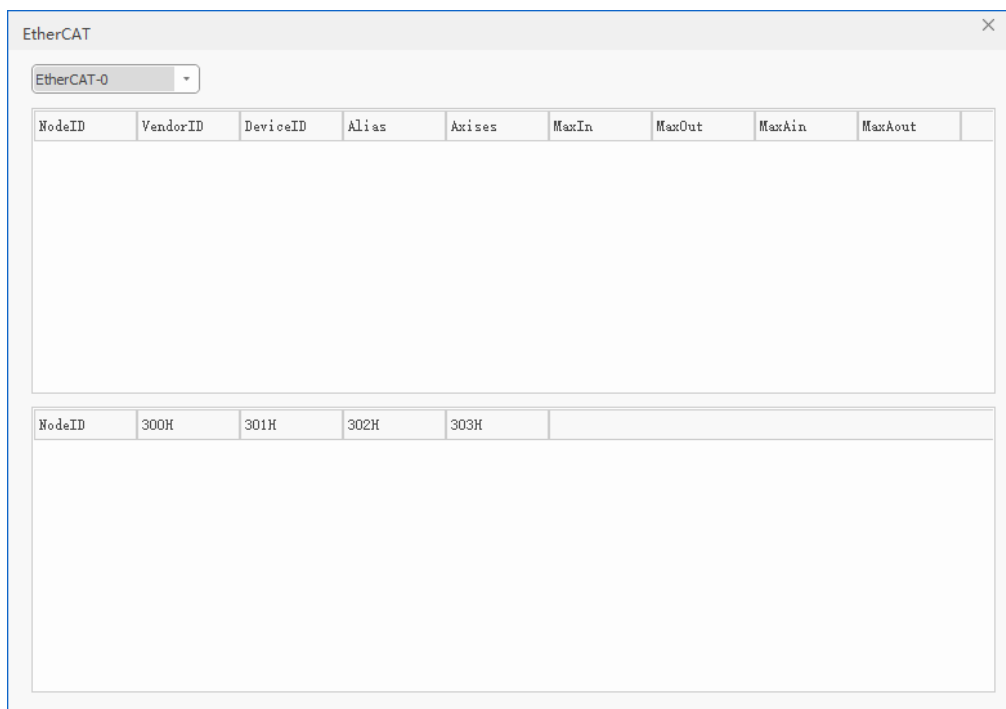 EtherCAT
EtherCAT-0
NodeID VendorID DeviceID Alias Axises MaxIn MaxOut MaxAin MaxAout
NodeID 300H 301H 302H 303H